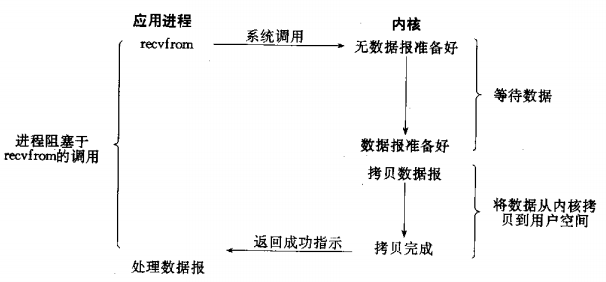 应用进程
内核
recvfrom
系统调用
无数据报准备好
等待数据
进程阻塞于
recvfrom的调用
数据报准备好
拷贝数据报
将数据从内核拷
贝到用户空间
返回成功指示
拷贝完成
处理数据报